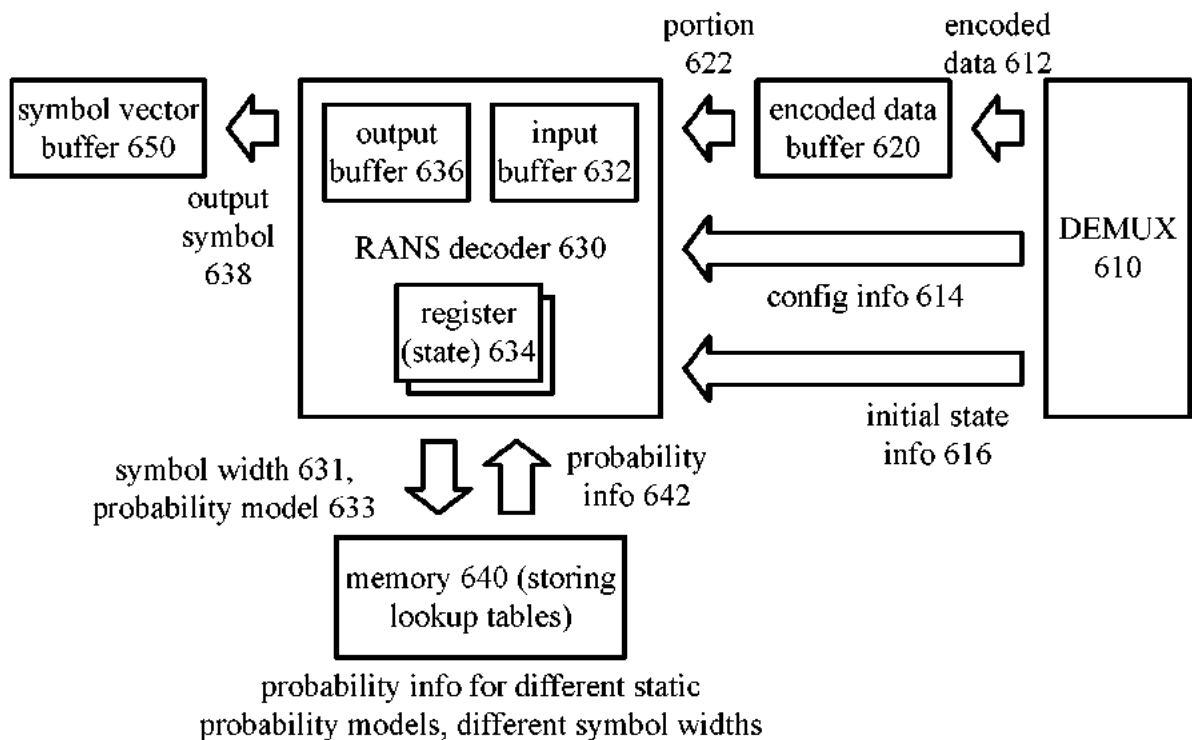 portion
622
encoded
data 612
symbol vector
buffer 650
output
buffer 636
input
buffer 632
encoded data
buffer 620
DEMUX
610
output
symbol
638
RANS decoder 630
config info 614
register
(state) 634
initial state
info 616
symbol width 631,
probability model 633
probability
info 642
memory 640 (storing
lookup tables)
probability info for different static
probability models, different symbol widths